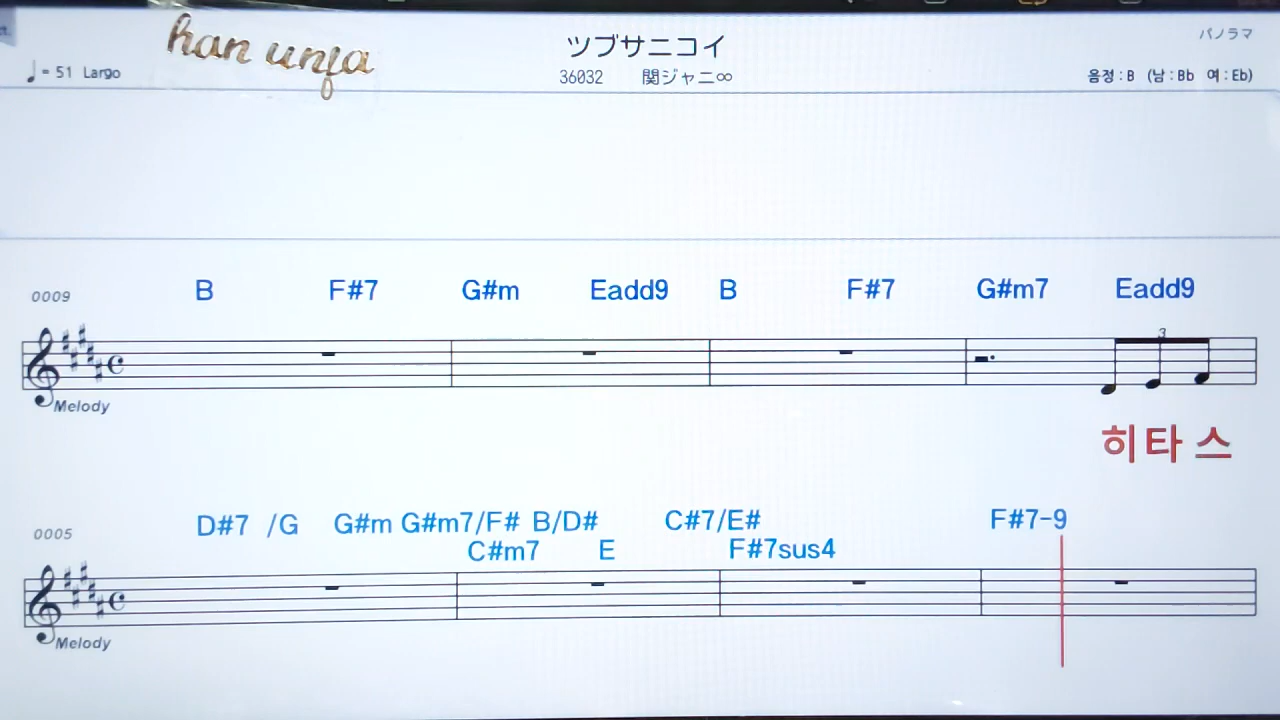 han unfa
ツブサニコイ
パノラマ
♩= 51 Largo
36032 関ジャニ∞
음정:B (남:Bb 여:Eb)
0009
B F#7 G#m Eadd9 B F#7 G#m7 Eadd9
3
Melody
히타 스
0005
D#7 /G G#m G#m7/F# B/D# C#7/E# F#7-9
C#m7 E F#7sus4
Melody